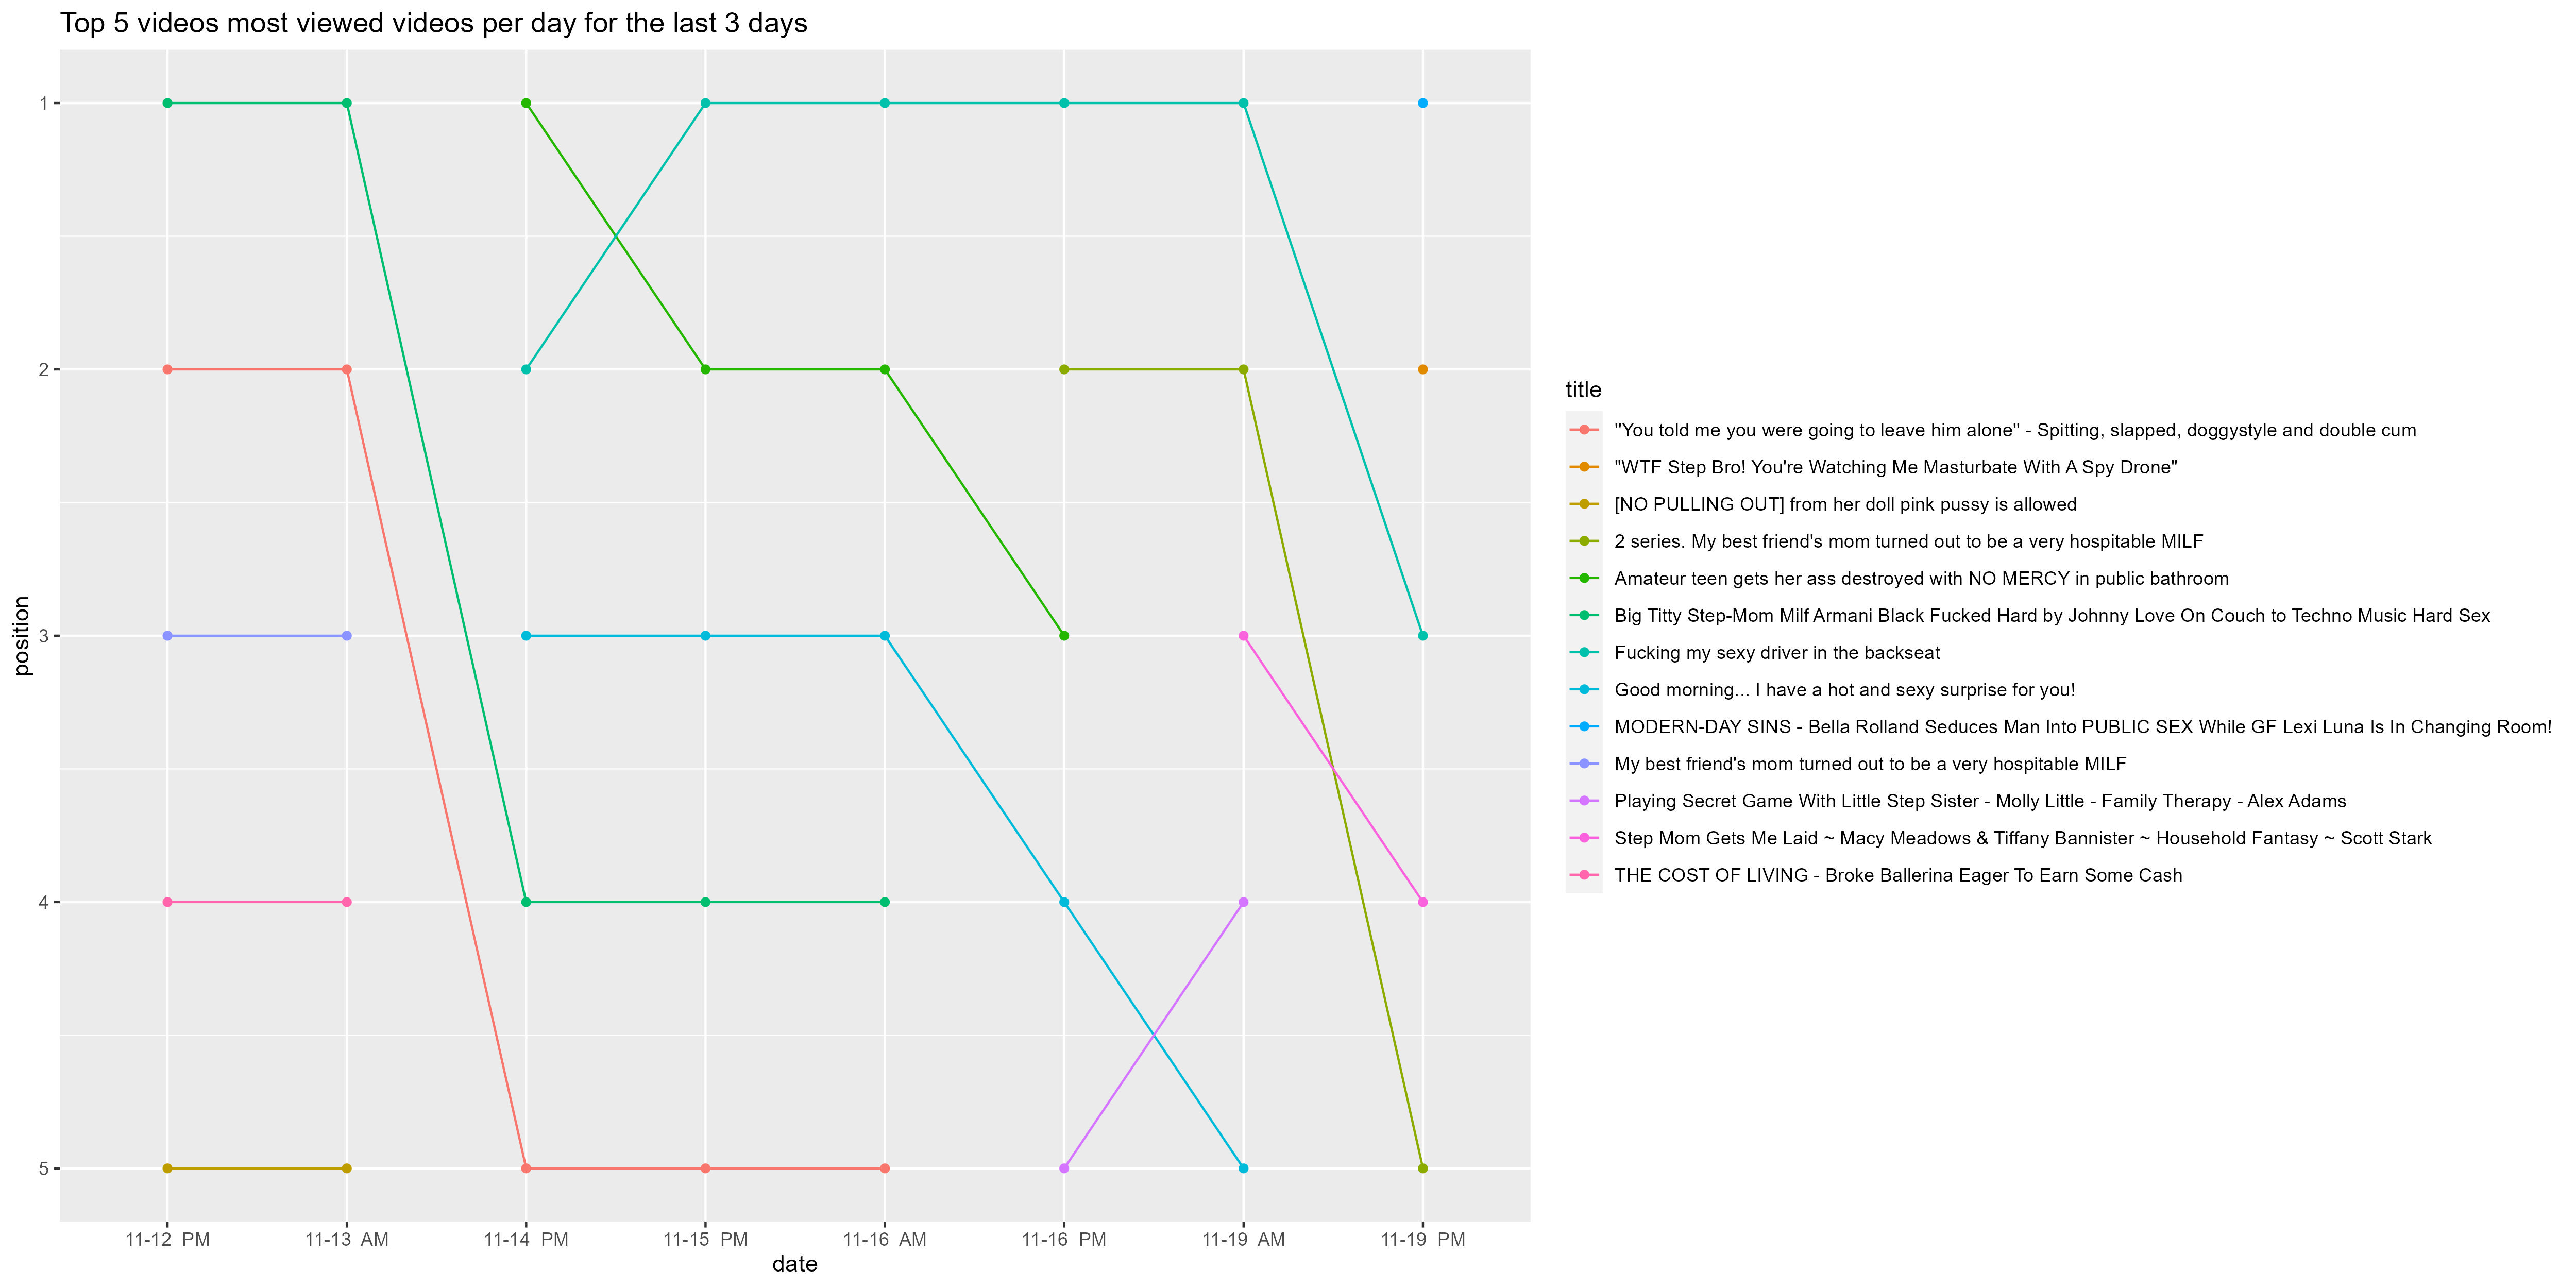 Top 5 videos most viewed videos per day for the last 3 days
position
1
2
3
4
5
11-12 PM
11-13 AM
11-14 PM
11-15 PM
11-16 AM
11-16 PM
11-19 AM
11-19 PM
date
title
"You told me you were going to leave him alone" - Spitting, slapped, doggystyle and double cum
"WTF Step Bro! You're Watching Me Masturbate With A Spy Drone"
[NO PULLING OUT] from her doll pink pussy is allowed
2 series. My best friend's mom turned out to be a very hospitable MILF
Amateur teen gets her ass destroyed with NO MERCY in public bathroom
Big Titty Step-Mom Milf Armani Black Fucked Hard by Johnny Love On Couch to Techno Music Hard Sex
Fucking my sexy driver in the backseat
Good morning... I have a hot and sexy surprise for you!
MODERN-DAY SINS - Bella Rolland Seduces Man Into PUBLIC SEX While GF Lexi Luna Is In Changing Room!
My best friend's mom turned out to be a very hospitable MILF
Playing Secret Game With Little Step Sister - Molly Little - Family Therapy - Alex Adams
Step Mom Gets Me Laid ~ Macy Meadows & Tiffany Bannister ~ Household Fantasy ~ Scott Stark
THE COST OF LIVING - Broke Ballerina Eager To Earn Some Cash